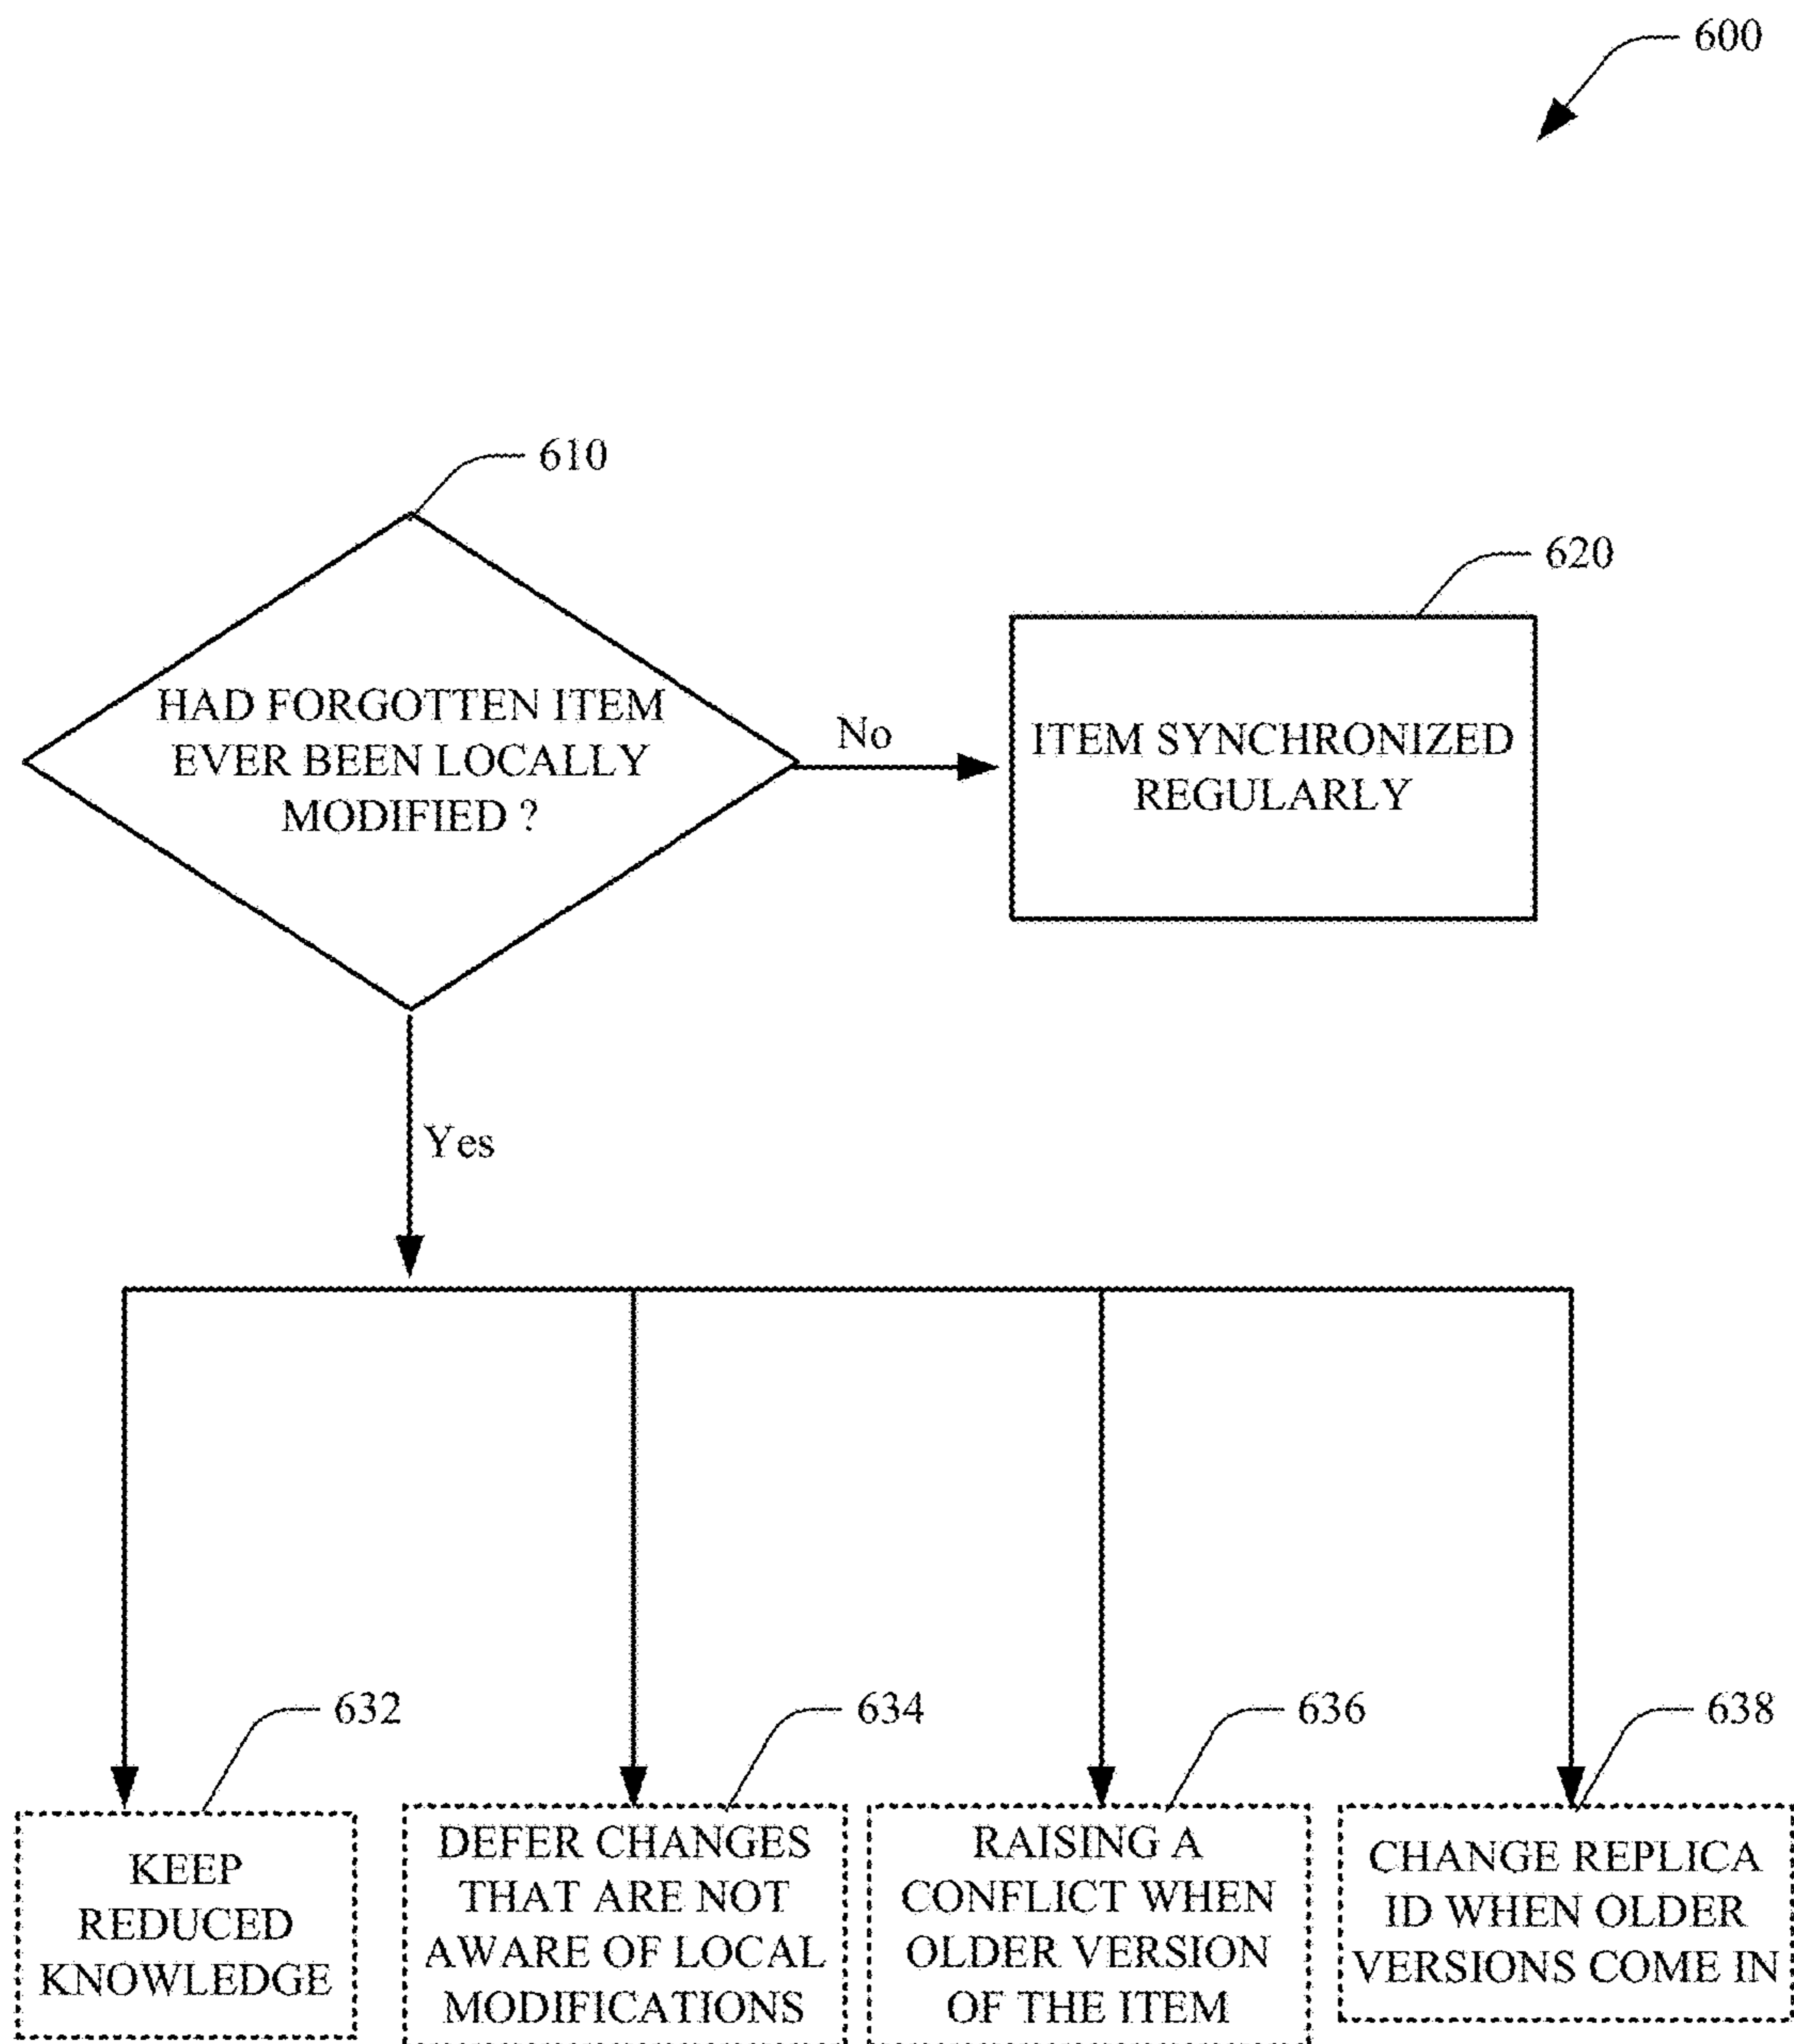 600
610
HAD FORGOTTEN ITEM
EVER BEEN LOCALLY
MODIFIED ?
No
620
ITEM SYNCHRONIZED
REGULARLY
Yes
632
KEEP
REDUCED
KNOWLEDGE
634
DEFER CHANGES
THAT ARE NOT
AWARE OF LOCAL
MODIFICATIONS
636
RAISING A
CONFLICT WHEN
OLDER VERSION
OF THE ITEM
638
CHANGE REPLICA
ID WHEN OLDER
VERSIONS COME IN